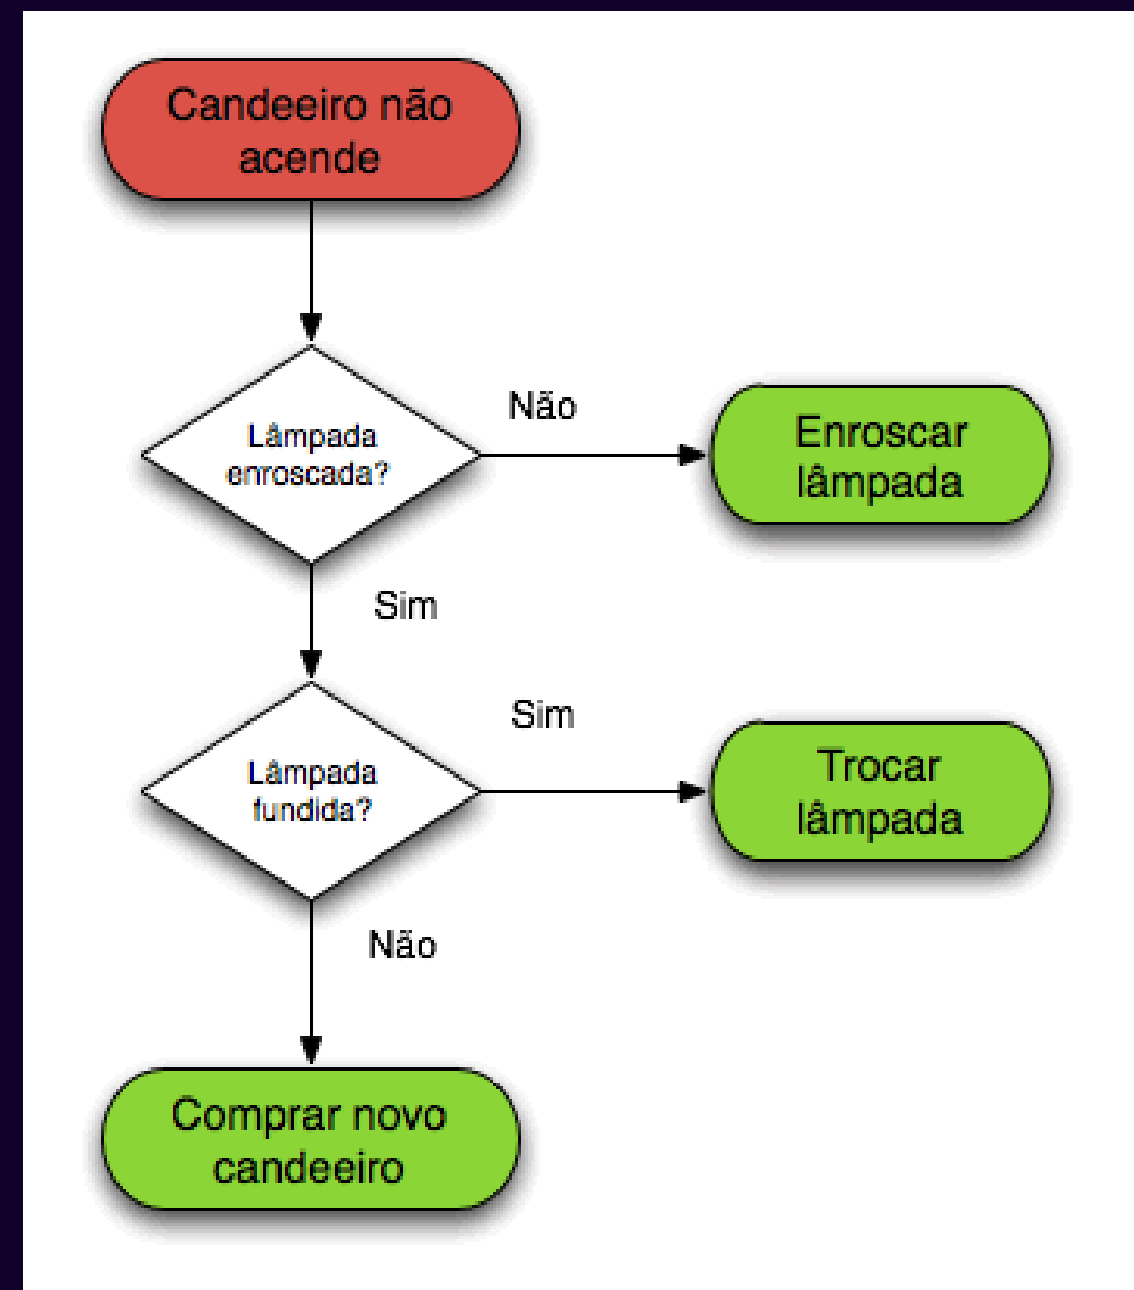 Candeeiro não
acende
Lâmpada
enroscada?
Não
Enroscar
lâmpada
Sim
Lâmpada
fundida?
Sim
Trocar
lâmpada
Não
Comprar novo
candeeiro